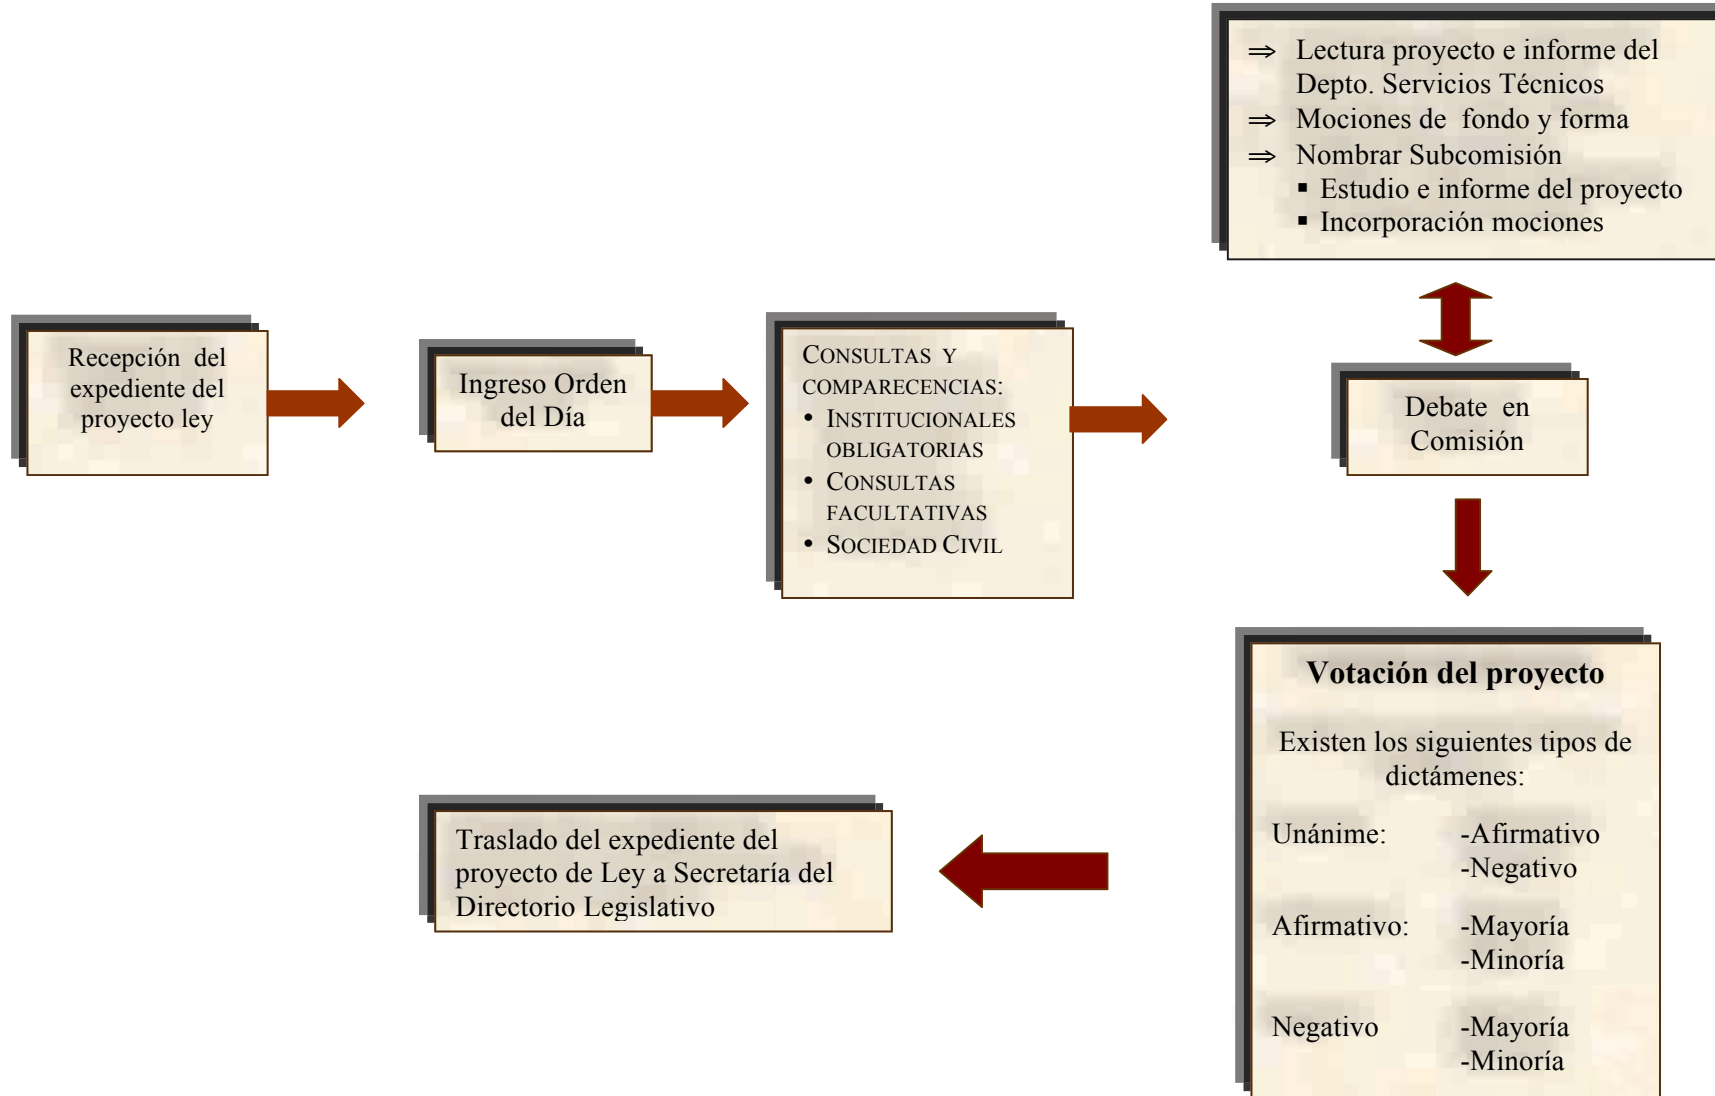 Recepción del
expediente del
proyecto ley
Ingreso Orden
del Día
CONSULTAS Y
COMPARECENCIAS:
• INSTITUCIONALES
OBLIGATORIAS
• CONSULTAS
FACULTATIVAS
• SOCIEDAD CIVIL
⇒ Lectura proyecto e informe del
Depto. Servicios Técnicos
⇒ Mociones de fondo y forma
⇒ Nombrar Subcomisión
▪ Estudio e informe del proyecto
▪ Incorporación mociones
Debate en
Comisión
Votación del proyecto
Existen los siguientes tipos de
dictámenes:
Unánime: -Afirmativo
-Negativo
Afirmativo: -Mayoría
-Minoría
Negativo -Mayoría
-Minoría
Traslado del expediente del
proyecto de Ley a Secretaría del
Directorio Legislativo